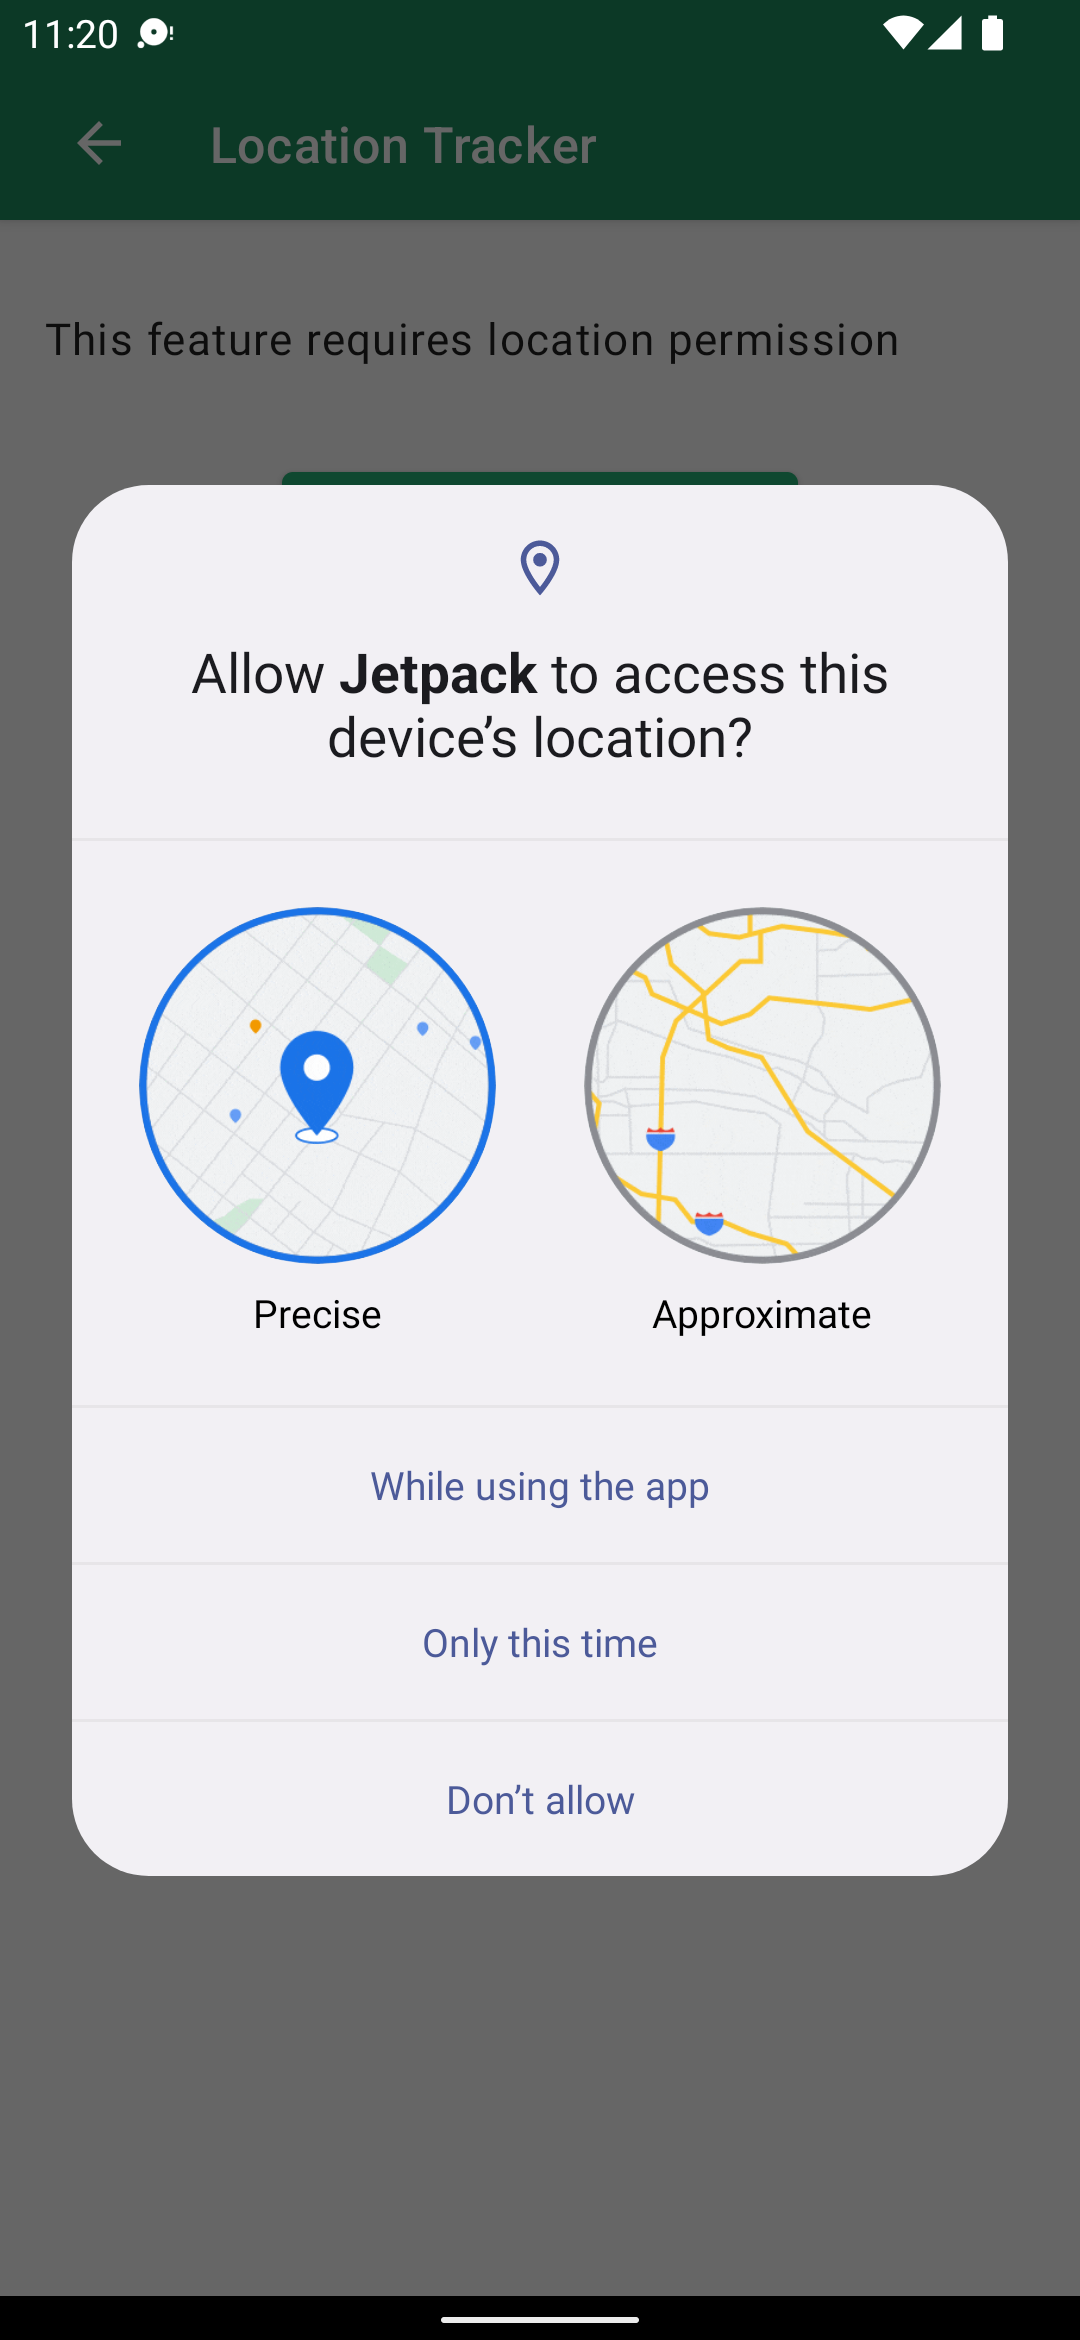 11:20
Location Tracker
This feature requires location permission
Allow Jetpack to access this
device’s location?
Precise
Approximate
While using the app
Only this time
Don’t allow